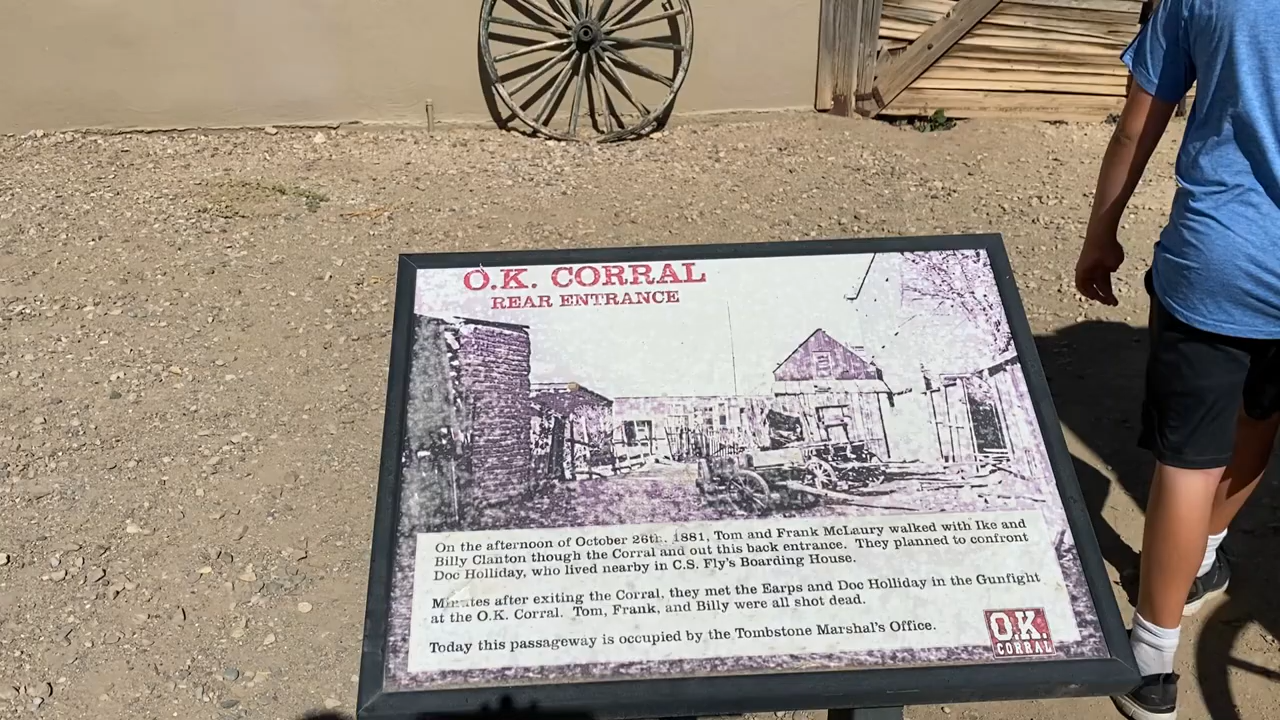 O.K. CORRAL
REAR ENTRANCE
On the afternoon of October 26th, 1881, Tom and Frank McLaury walked with Ike and
Billy Clanton though the Corral and out this back entrance. They planned to confront
Doc Holliday, who lived nearby in C.S. Fly's Boarding House.
Minutes after exiting the Corral, they met the Earps and Doc Holliday in the Gunfight
at the O.K. Corral. Tom, Frank, and Billy were all shot dead.
Today this passageway is occupied by the Tombstone Marshal's Office.
O.K.
CORRAL